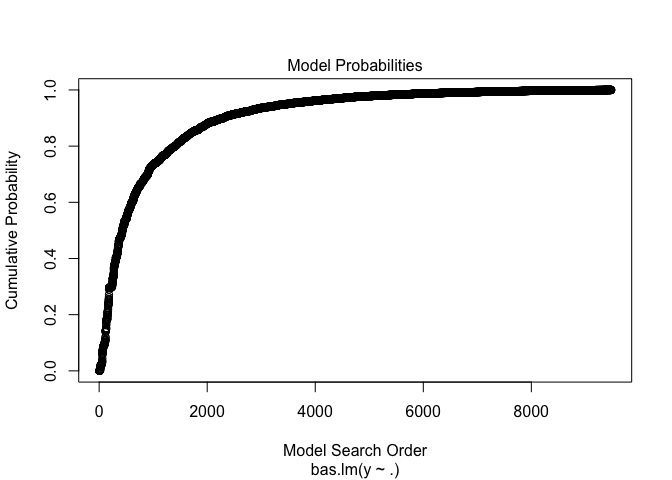 Model Probabilities
Cumulative Probability
1.0
0.8
0.6
0.4
0.2
0.0
0 2000 4000 6000 8000
Model Search Order
bas.lm(y ~ .)